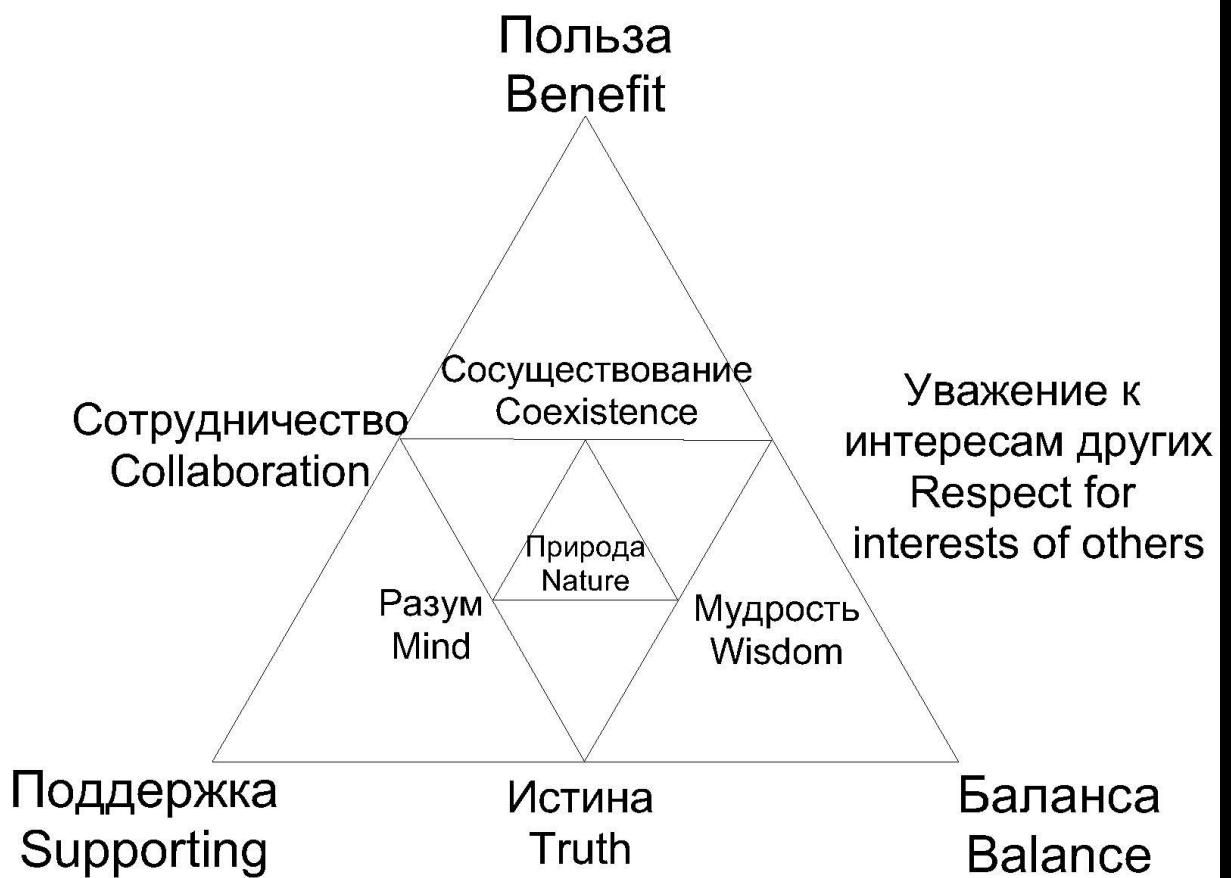 Польза
Benefit
Сосуществование
Coexistence
Сотрудничество
Collaboration
Уважение к
интересам других
Respect for
interests of others
Природа
Nature
Разум
Mind
Мудрость
Wisdom
Поддержка
Supporting
Истина
Truth
Баланса
Balance